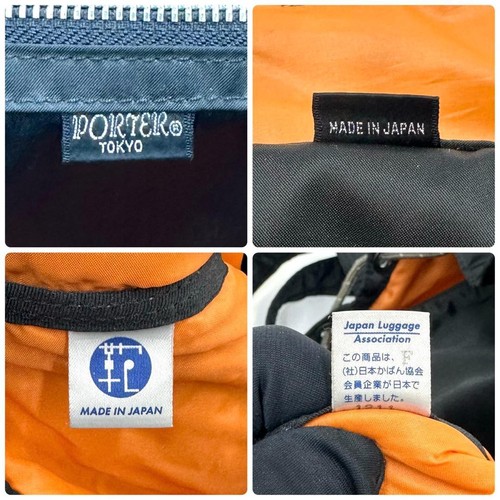 PORTER®
TOKYO
MADE IN JAPAN
MADE IN JAPAN
Japan Luggage
Association
この商品は、 F
(社)日本かばん協会
会員企業が日本で
生産しました。